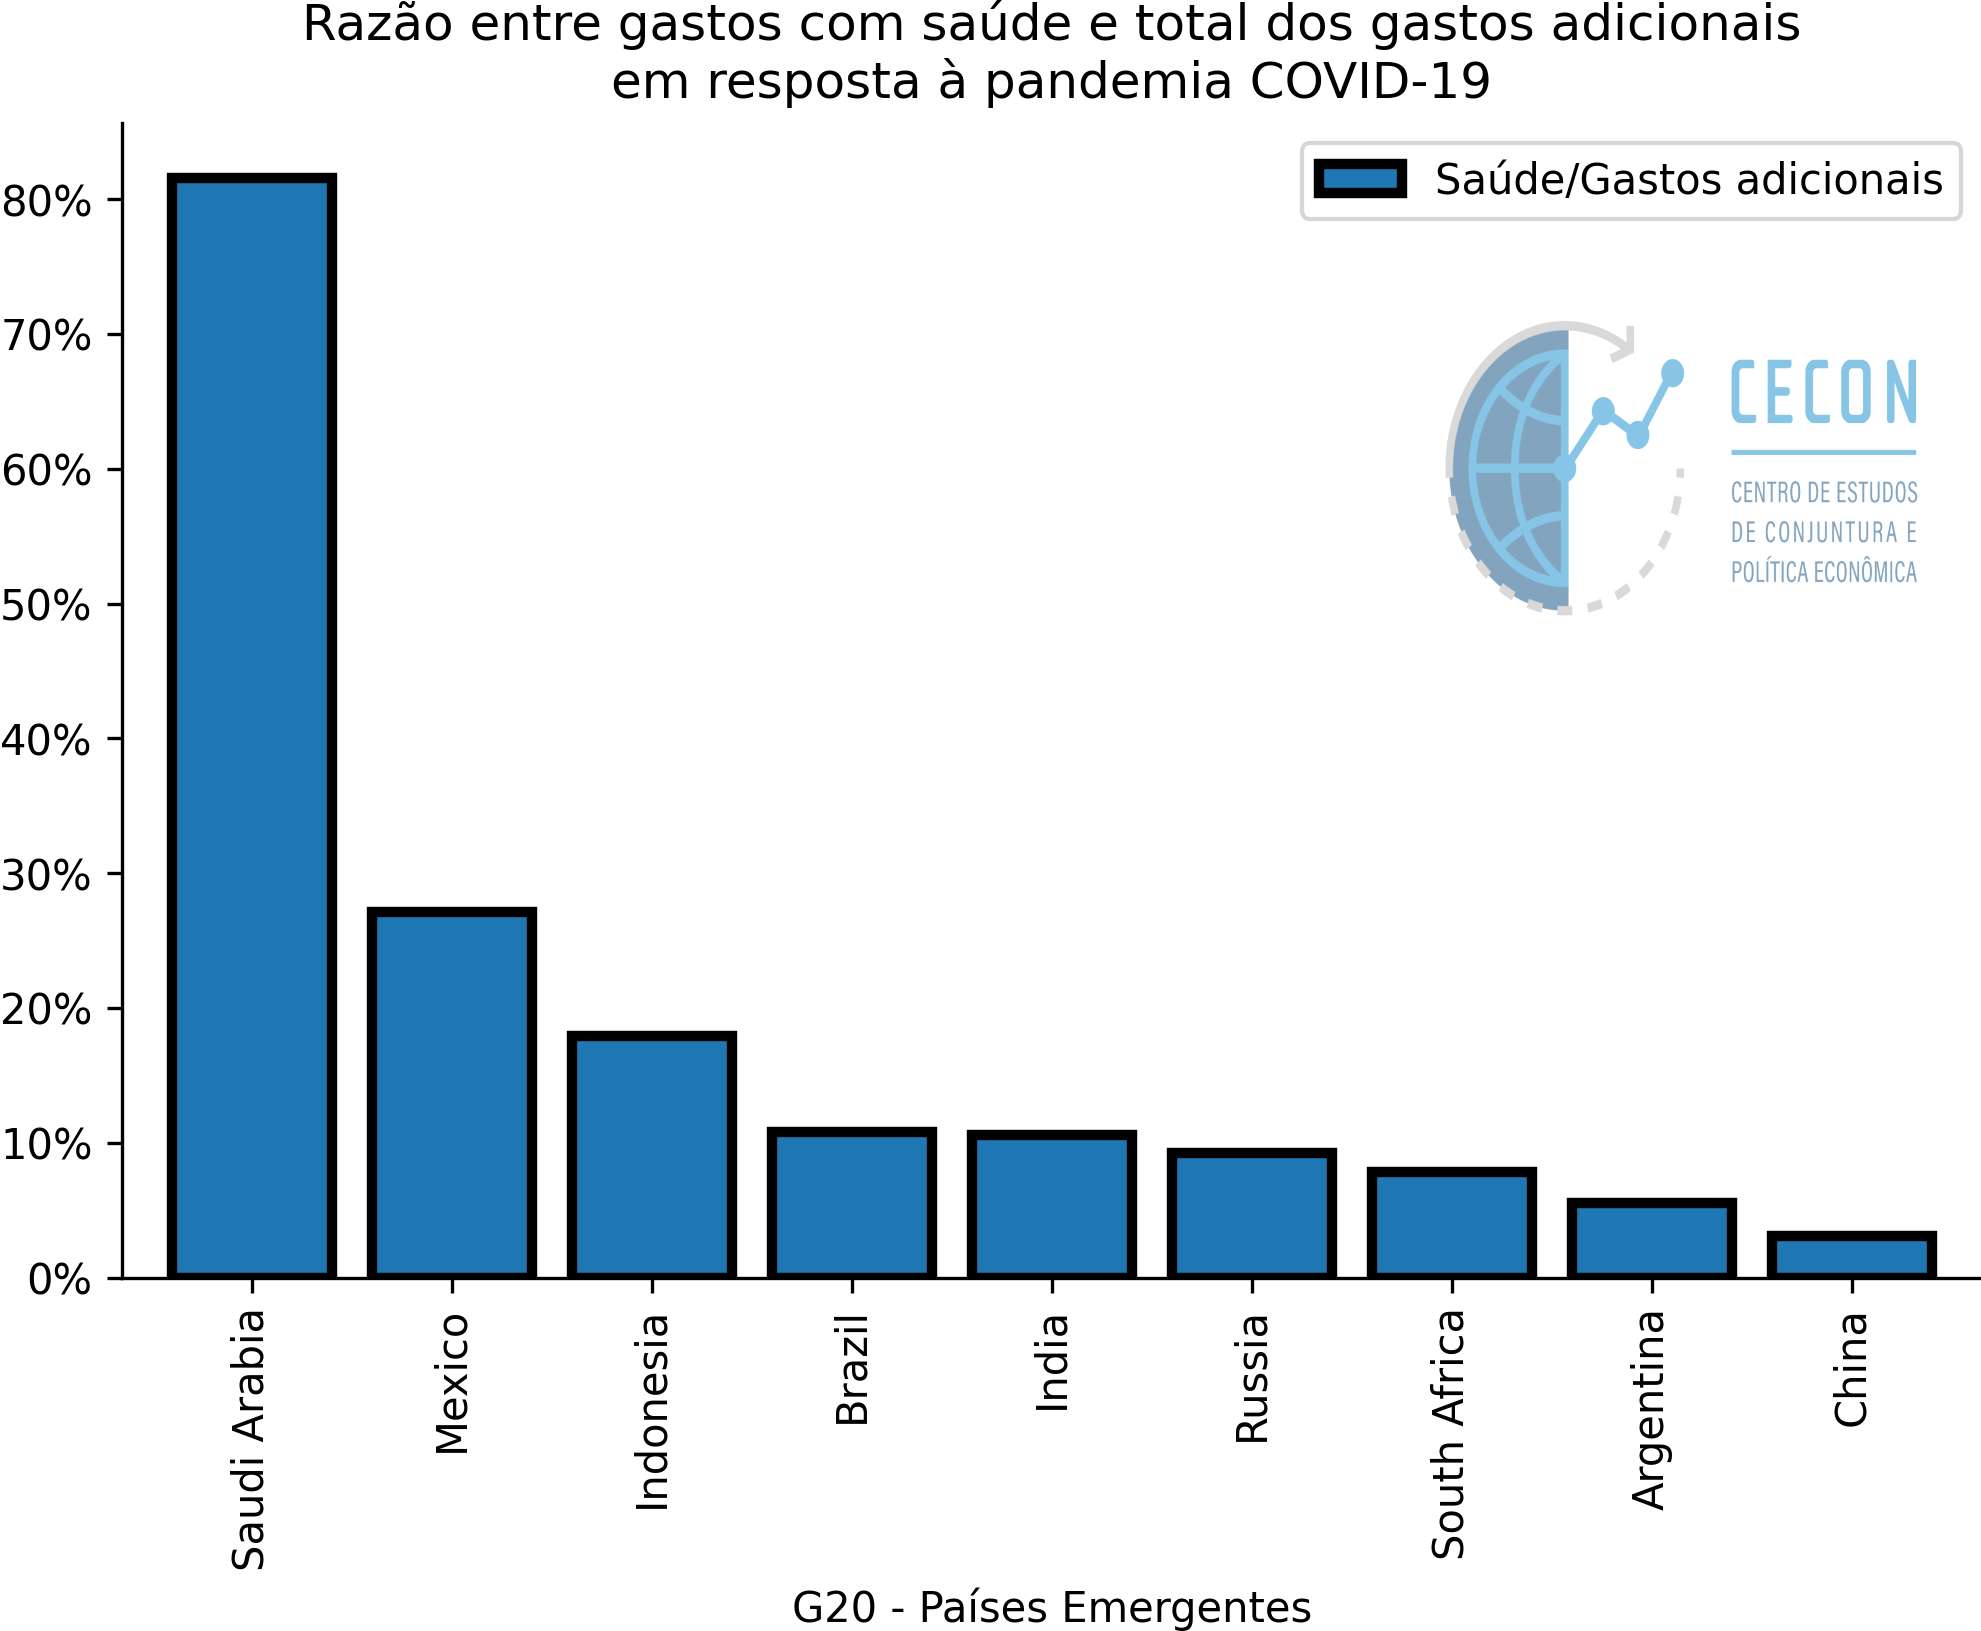 Razão entre gastos com saúde e total dos gastos adicionais
em resposta à pandemia COVID-19
Saúde/Gastos adicionais
80%
70%
60%
50%
40%
30%
20%
10%
0%
CECON
CENTRO DE ESTUDOS
DE CONJUNTURA E
POLÍTICA ECONÔMICA
Saudi Arabia
Mexico
Indonesia
Brazil
India
Russia
South Africa
Argentina
China
G20 - Países Emergentes